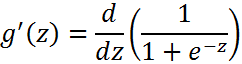 g′(z) = d/dz (1/(1 + e^{-z}))